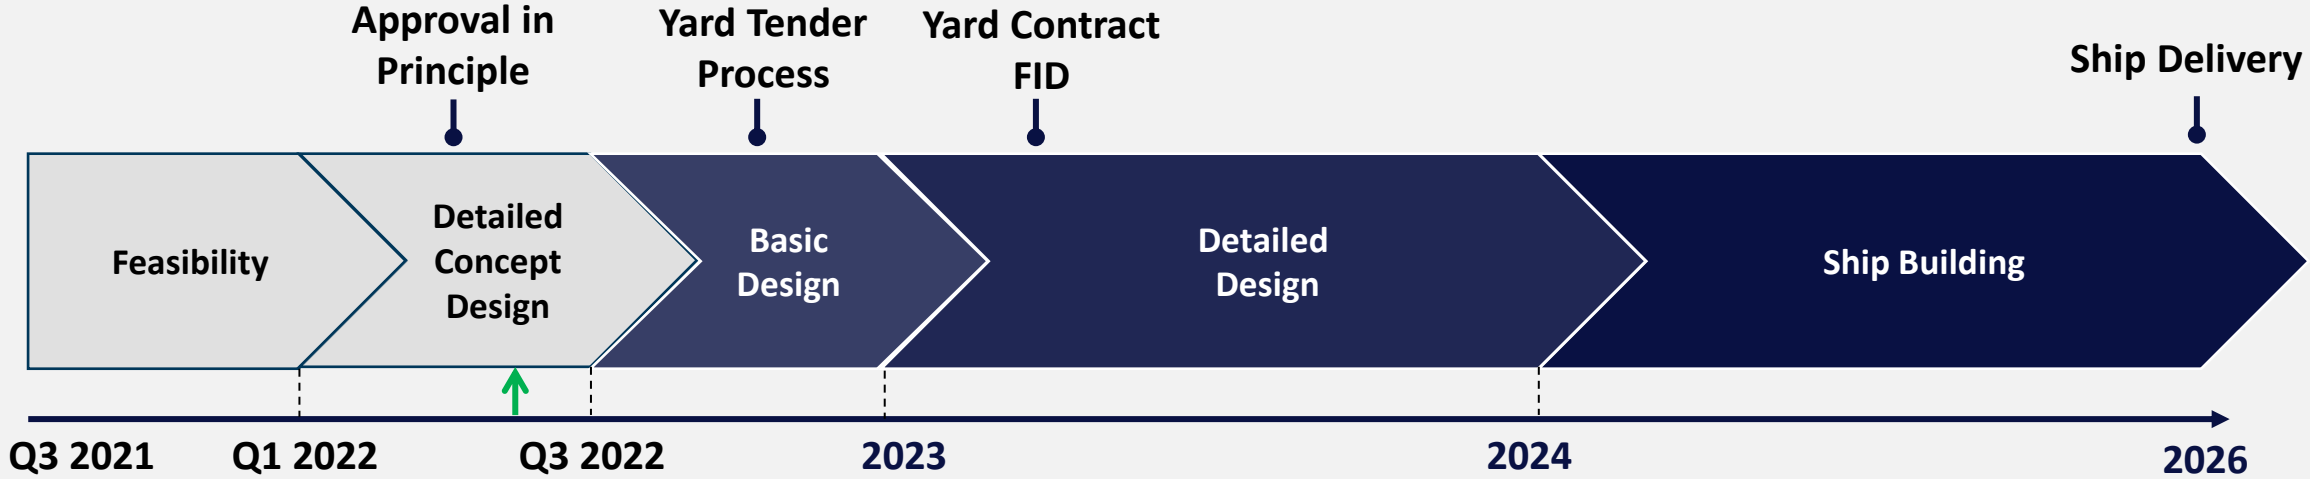 Approval in
Principle
Yard Tender
Process
Yard Contract
FID
Ship Delivery
Feasibility
Detailed
Concept
Design
Basic
Design
Detailed
Design
Ship Building
Q3 2021
Q1 2022
Q3 2022
2023
2024
2026